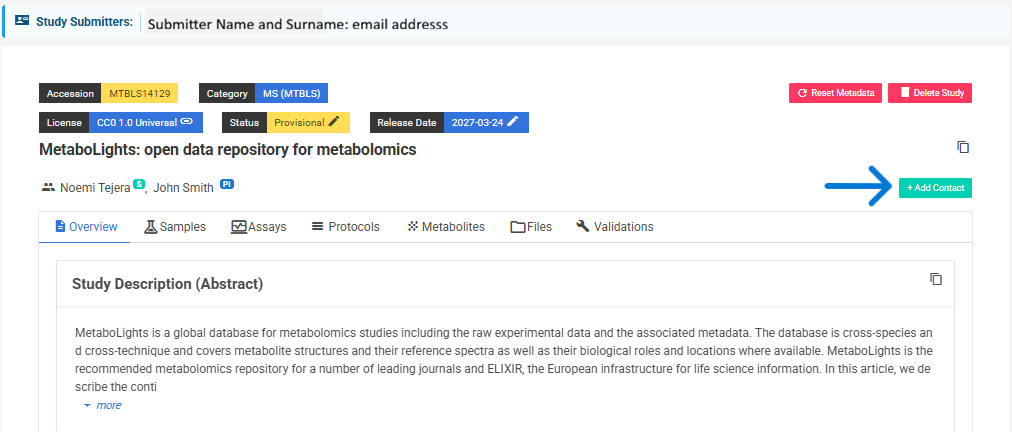 Study Submitters: Submitter Name and Surname: email addresss
Accession MTBLS14129 Category MS (MTBLS) Reset Metadata Delete Study
License CC0 1.0 Universal Status Provisional Release Date 2027-03-24
MetaboLights: open data repository for metabolomics
Noemi Tejera S, John Smith PI + Add Contact
Overview Samples Assays Protocols Metabolites Files Validations
Study Description (Abstract)
MetaboLights is a global database for metabolomics studies including the raw experimental data and the associated metadata. The database is cross-species an
d cross-technique and covers metabolite structures and their reference spectra as well as their biological roles and locations where available. MetaboLights is the
recommended metabolomics repository for a number of leading journals and ELIXIR, the European infrastructure for life science information. In this article, we de
scribe the conti
more